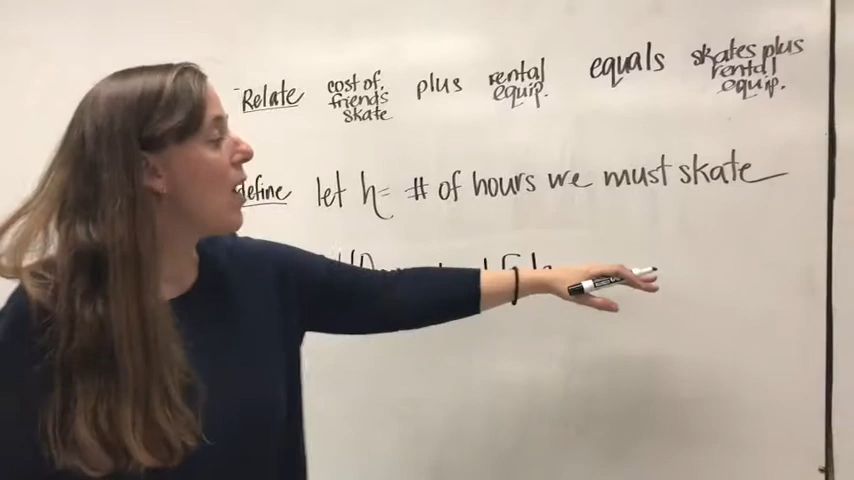 Relate cost of friends skate plus rental equip. equals skates plus rental equip.
let h= # of hours we must skate